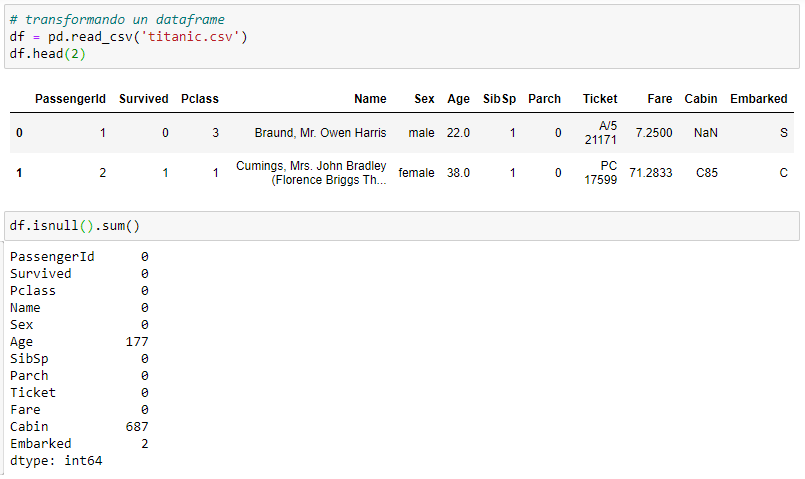 # transformando un dataframe
df = pd.read_csv('titanic.csv')
df.head(2)
PassengerId Survived Pclass Name Sex Age SibSp Parch Ticket Fare Cabin Embarked
0 1 0 3 Braund, Mr. Owen Harris male 22.0 1 0 A/5 21171 7.2500 NaN S
1 2 1 1 Cumings, Mrs. John Bradley (Florence Briggs Th... female 38.0 1 0 PC 17599 71.2833 C85 C
df.isnull().sum()
PassengerId 0
Survived 0
Pclass 0
Name 0
Sex 0
Age 177
SibSp 0
Parch 0
Ticket 0
Fare 0
Cabin 687
Embarked 2
dtype: int64